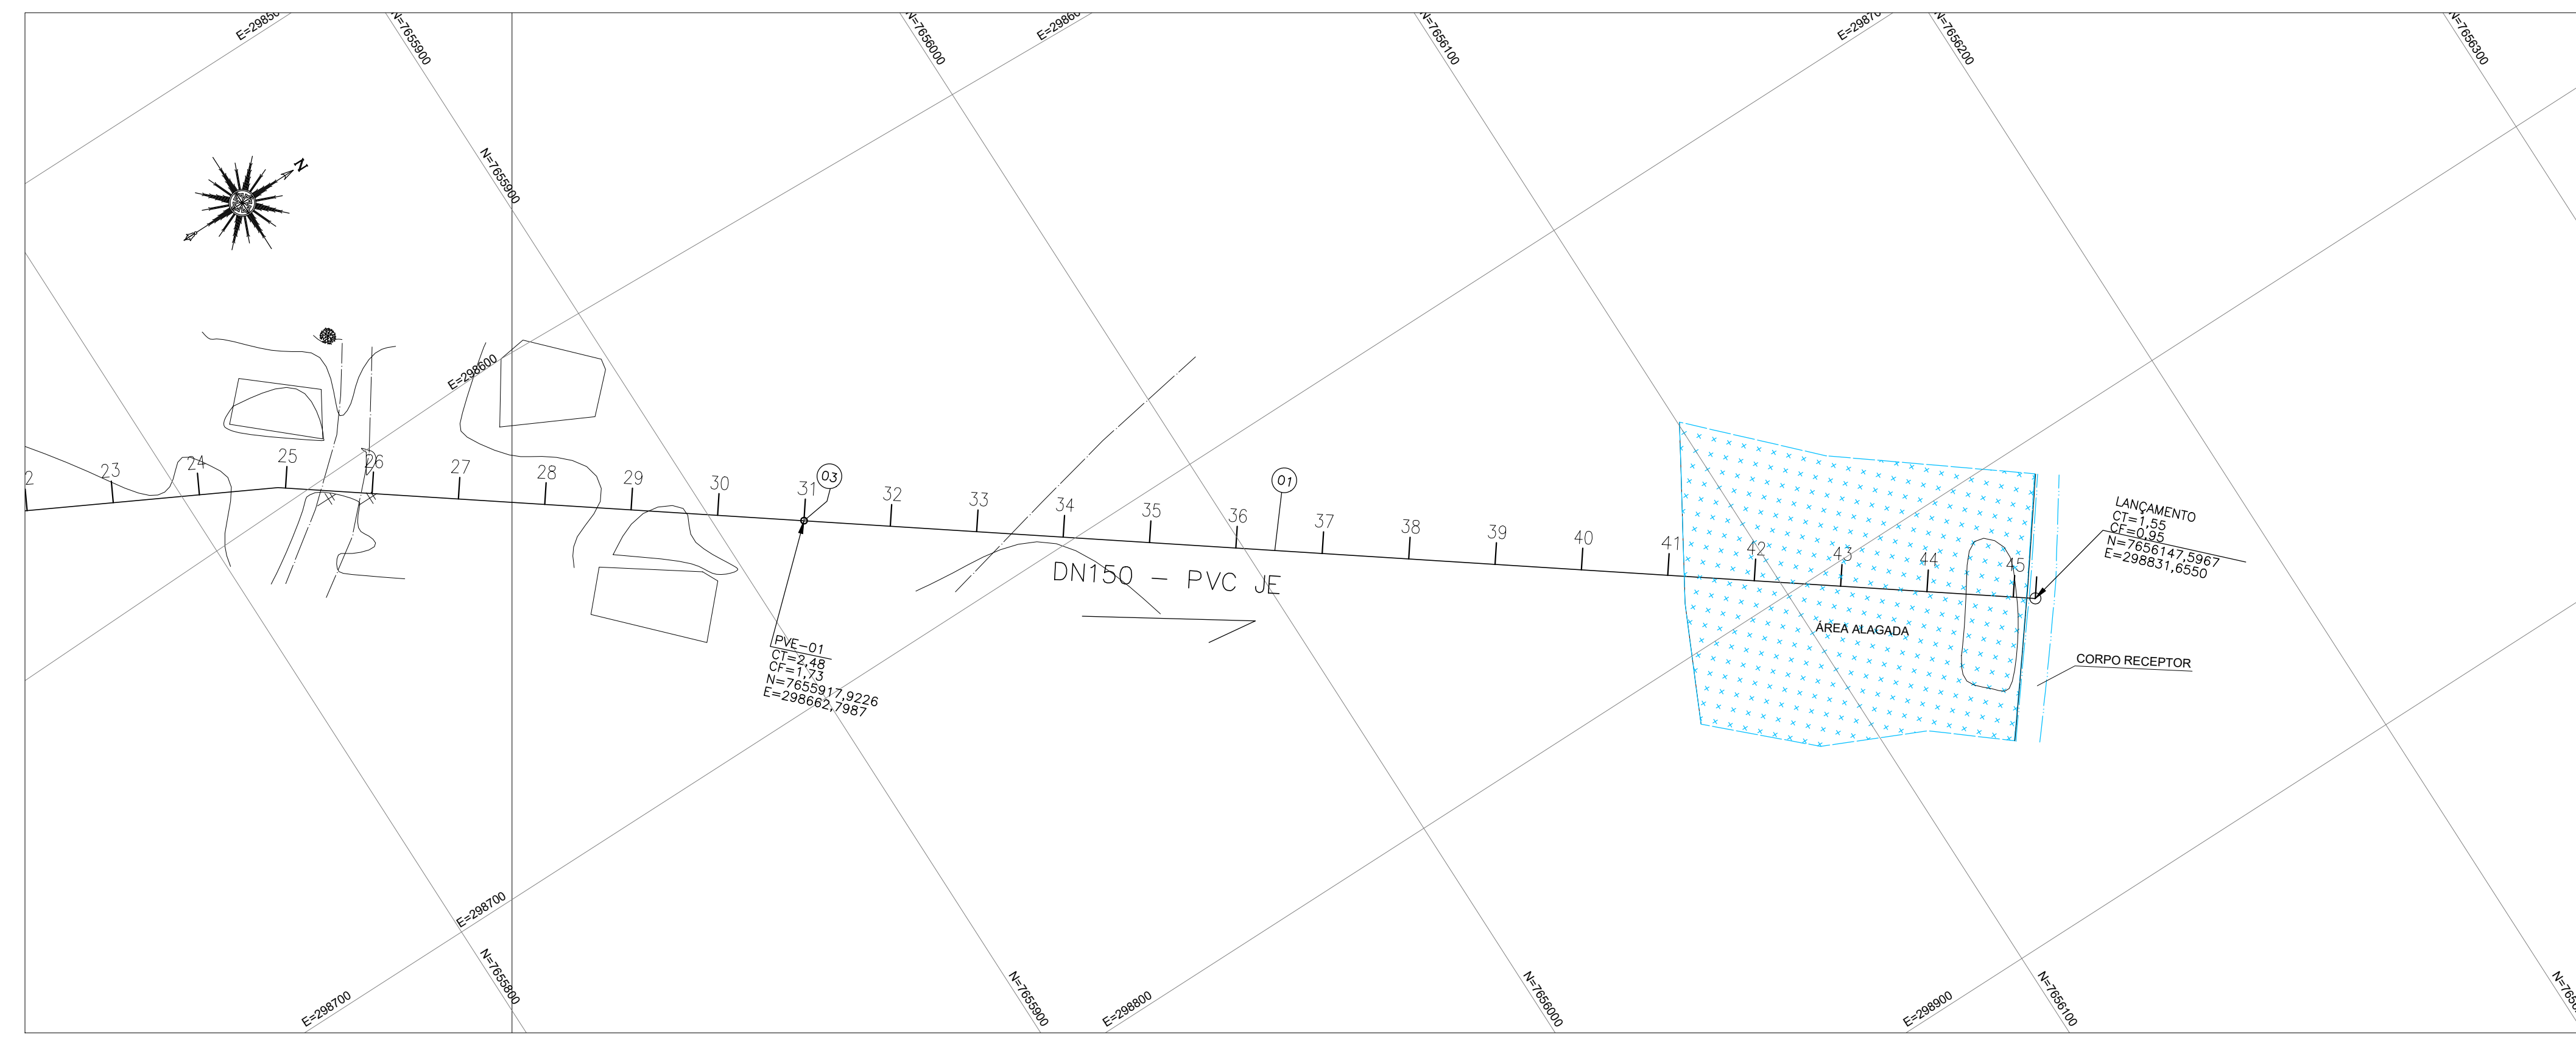 E=29850
N=7655900
N=7656000
E=29860
N=7656100
E=29870
N=7656200
N=7656300
N
N=7655900
E=298600
2
23
24
25
26
27
28
29
30
31
03
32
33
34
35
36
01
37
38
39
40
41
42
43
44
45
DN150 – PVC JE
LANÇAMENTO
CT=1,55
CF=0,95
N=7656147,5967
E=298831,6550
ÁREA ALAGADA
CORPO RECEPTOR
PVE–01
CT=2,48
CF=1,73
N=7655917,9226
E=298662,7987
E=298700
N=7655800
E=298700
N=7655900
E=298800
N=7656000
E=298900
N=7656100